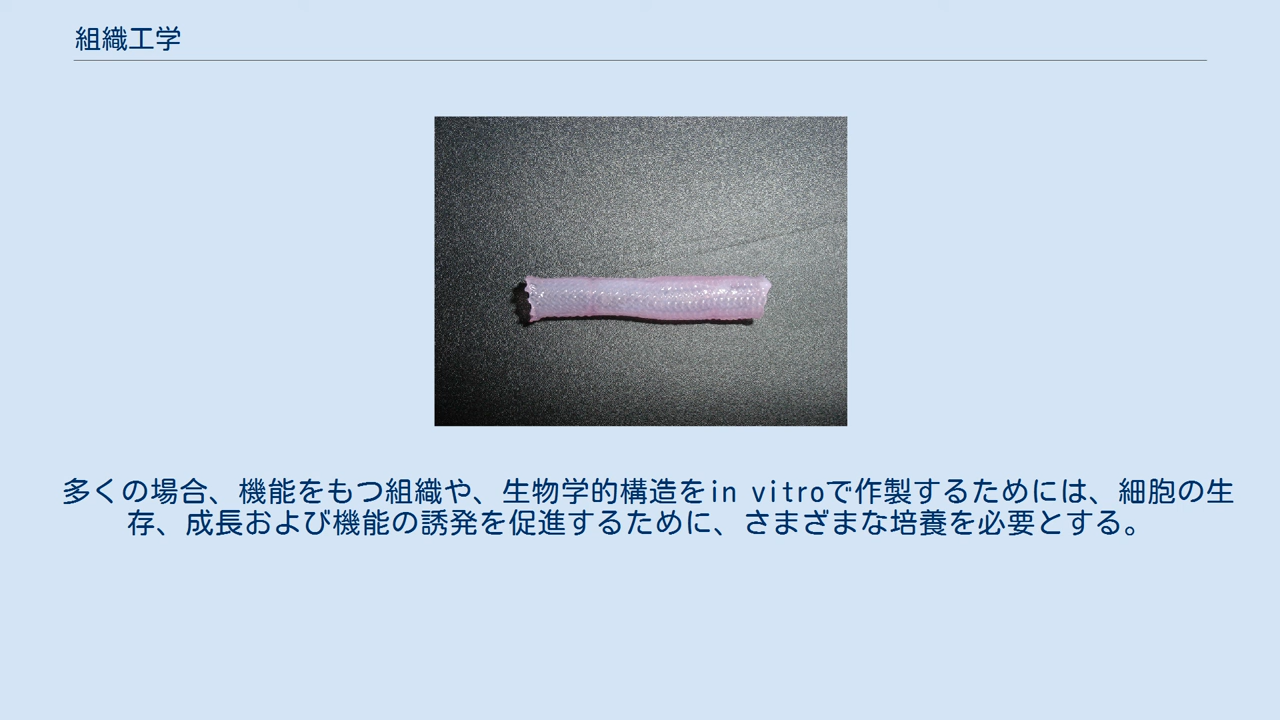 組織工学
多くの場合、機能をもつ組織や、生物学的構造をin vitroで作製するためには、細胞の生
存、成長および機能の誘発を促進するために、さまざまな培養を必要とする。